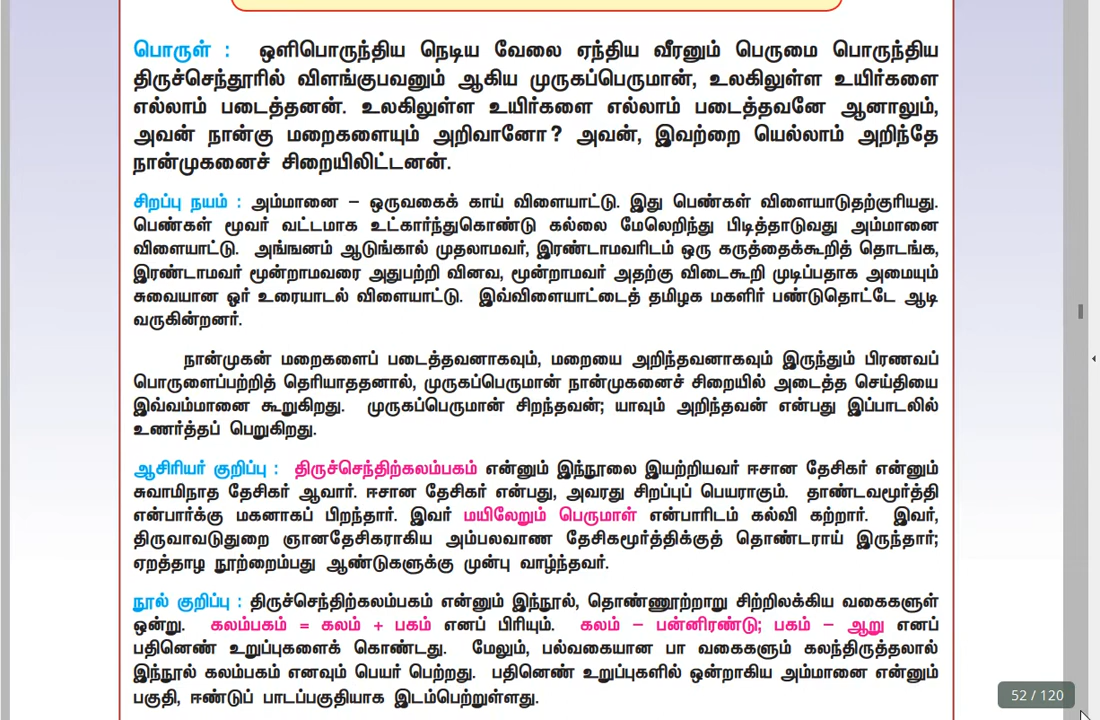 பொருள் : ஒளிபொருந்திய நெடிய வேலை ஏந்திய வீரனும் பெருமை பொருந்திய
திருச்செந்தூரில் விளங்குபவனும் ஆகிய முருகப்பெருமான், உலகிலுள்ள உயிர்களை
எல்லாம் படைத்தனன். உலகிலுள்ள உயிர்களை எல்லாம் படைத்தவனே ஆனாலும்,
அவன் நான்கு மறைகளையும் அறிவானோ? அவன், இவற்றை யெல்லாம் அறிந்தே
நான்முகனைச் சிறையிலிட்டனன்.
சிறப்பு நயம் : அம்மானை – ஒருவகைக் காய் விளையாட்டு. இது பெண்கள் விளையாடுதற்குரியது.
பெண்கள் மூவர் வட்டமாக உட்கார்ந்துகொண்டு கல்லை மேலெறிந்து பிடித்தாடுவது அம்மானை
விளையாட்டு. அங்ஙனம் ஆடுங்கால் முதலாமவர், இரண்டாமவரிடம் ஒரு கருத்தைக்கூறித் தொடங்க,
இரண்டாமவர் மூன்றாமவரை அதுபற்றி வினவ, மூன்றாமவர் அதற்கு விடைகூறி முடிப்பதாக அமையும்
சுவையான ஓர் உரையாடல் விளையாட்டு. இவ்விளையாட்டைத் தமிழக மகளிர் பண்டுதொட்டே ஆடி
வருகின்றனர்.
நான்முகன் மறைகளைப் படைத்தவனாகவும், மறையை அறிந்தவனாகவும் இருந்தும் பிரணவப்
பொருளைப்பற்றித் தெரியாததனால், முருகப்பெருமான் நான்முகனைச் சிறையில் அடைத்த செய்தியை
இவ்வம்மானை கூறுகிறது. முருகப்பெருமான் சிறந்தவன்; யாவும் அறிந்தவன் என்பது இப்பாடலில்
உணர்த்தப் பெறுகிறது.
ஆசிரியர் குறிப்பு : திருச்செந்திற்கலம்பகம் என்னும் இந்நூலை இயற்றியவர் ஈசான தேசிகர் என்னும்
சுவாமிநாத தேசிகர் ஆவார். ஈசான தேசிகர் என்பது, அவரது சிறப்புப் பெயராகும். தாண்டவமூர்த்தி
என்பார்க்கு மகனாகப் பிறந்தார். இவர் மயிலேறும் பெருமாள் என்பாரிடம் கல்வி கற்றார். இவர்,
திருவாவடுதுறை ஞானதேசிகராகிய அம்பலவாண தேசிகமூர்த்திக்குத் தொண்டராய் இருந்தார்;
ஏறத்தாழ நூற்றைம்பது ஆண்டுகளுக்கு முன்பு வாழ்ந்தவர்.
நூல் குறிப்பு : திருச்செந்திற்கலம்பகம் என்னும் இந்நூல், தொண்ணூற்றாறு சிற்றிலக்கிய வகைகளுள்
ஒன்று. கலம்பகம் = கலம் + பகம் எனப் பிரியும். கலம் – பன்னிரண்டு; பகம் – ஆறு எனப்
பதினெண் உறுப்புகளைக் கொண்டது. மேலும், பல்வகையான பா வகைகளும் கலந்திருத்தலால்
இந்நூல் கலம்பகம் எனவும் பெயர் பெற்றது. பதினெண் உறுப்புகளில் ஒன்றாகிய அம்மானை என்னும்
பகுதி, ஈண்டுப் பாடப்பகுதியாக இடம்பெற்றுள்ளது.
52 / 120